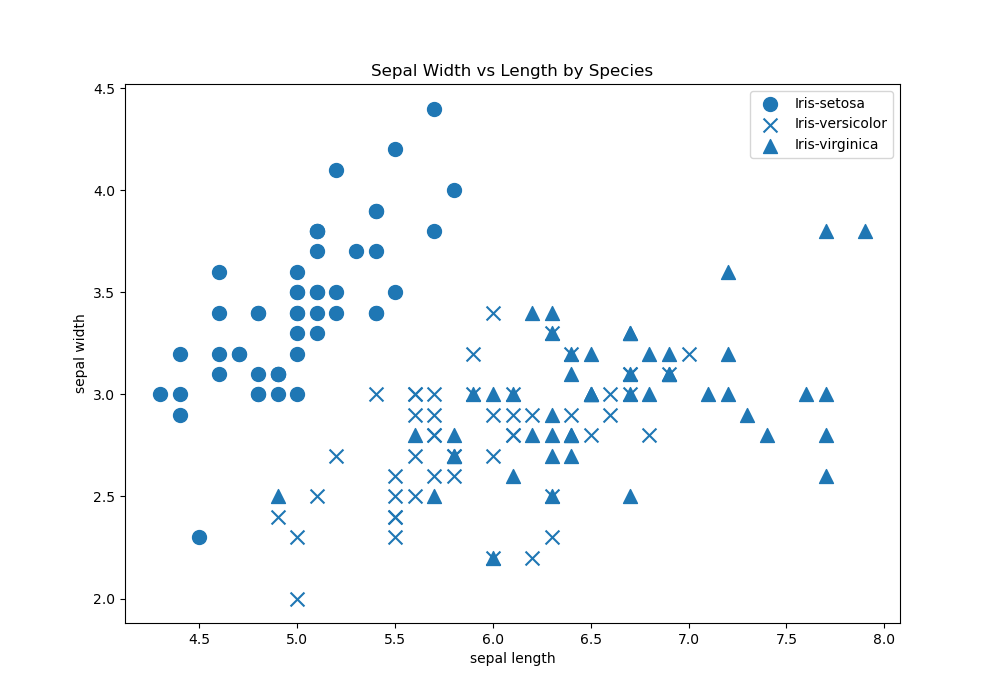 Sepal Width vs Length by Species
Iris-setosa
Iris-versicolor
Iris-virginica
4.5
4.0
3.5
3.0
2.5
2.0
sepal width
4.5 5.0 5.5 6.0 6.5 7.0 7.5 8.0
sepal length